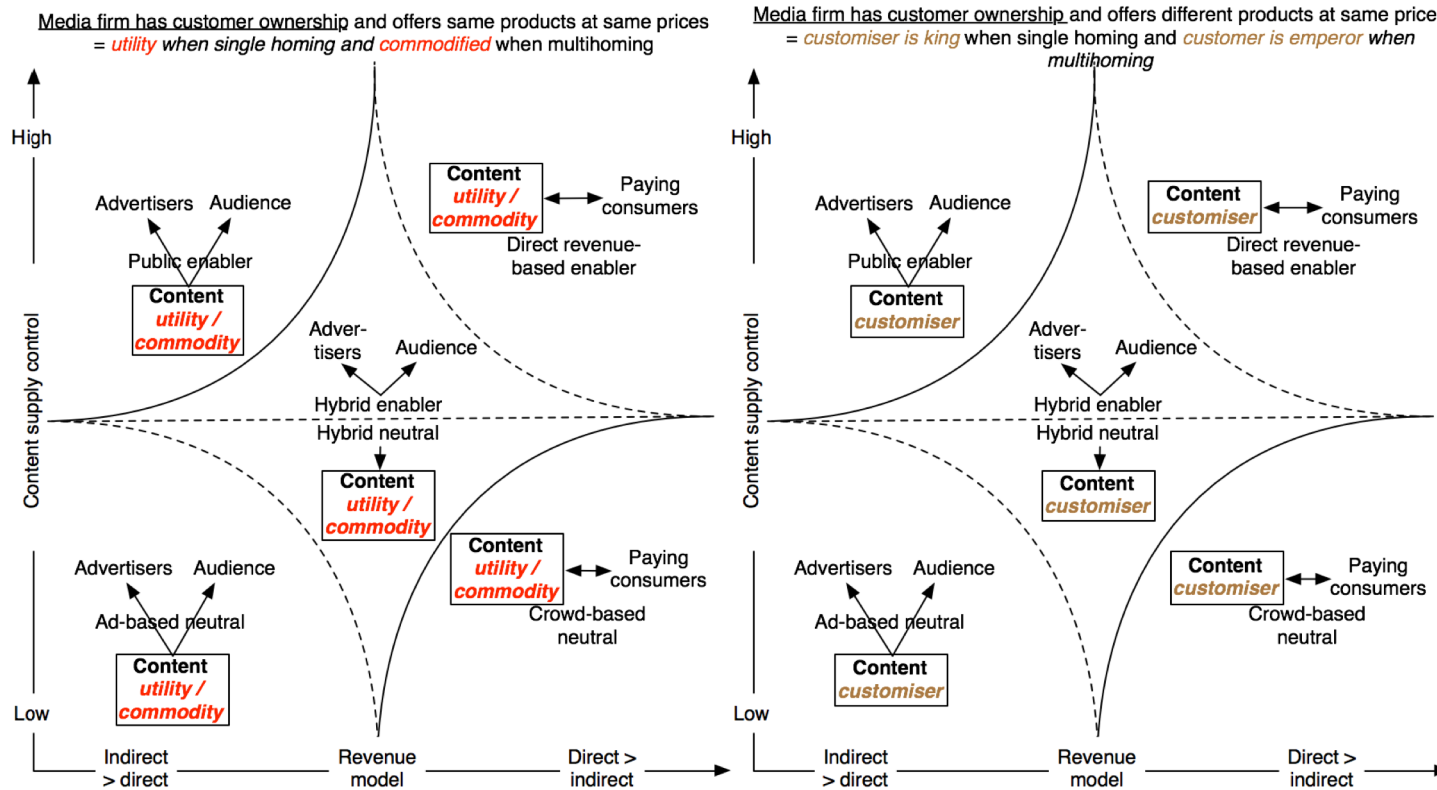 Media firm has customer ownership and offers same products at same prices
= utility when single homing and commodified when multihoming
High
Content supply control
Low
Advertisers
Audience
Public enabler
Content
utility /
commodity
Content
utility /
commodity
Paying
consumers
Direct revenue-
based enabler
Adver-
tisers
Audience
Hybrid enabler
Hybrid neutral
Content
utility /
commodity
Advertisers
Audience
Ad-based neutral
Content
utility /
commodity
Content
utility /
commodity
Paying
consumers
Crowd-based
neutral
Indirect
> direct
Revenue
model
Direct >
indirect
Media firm has customer ownership and offers different products at same price
= customiser is king when single homing and customer is emperor when
multihoming
High
Content supply control
Low
Advertisers
Audience
Public enabler
Content
customiser
Content
customiser
Paying
consumers
Direct revenue-
based enabler
Adver-
tisers
Audience
Hybrid enabler
Hybrid neutral
Content
customiser
Advertisers
Audience
Ad-based neutral
Content
customiser
Content
customiser
Paying
consumers
Crowd-based
neutral
Indirect
> direct
Revenue
model
Direct >
indirect